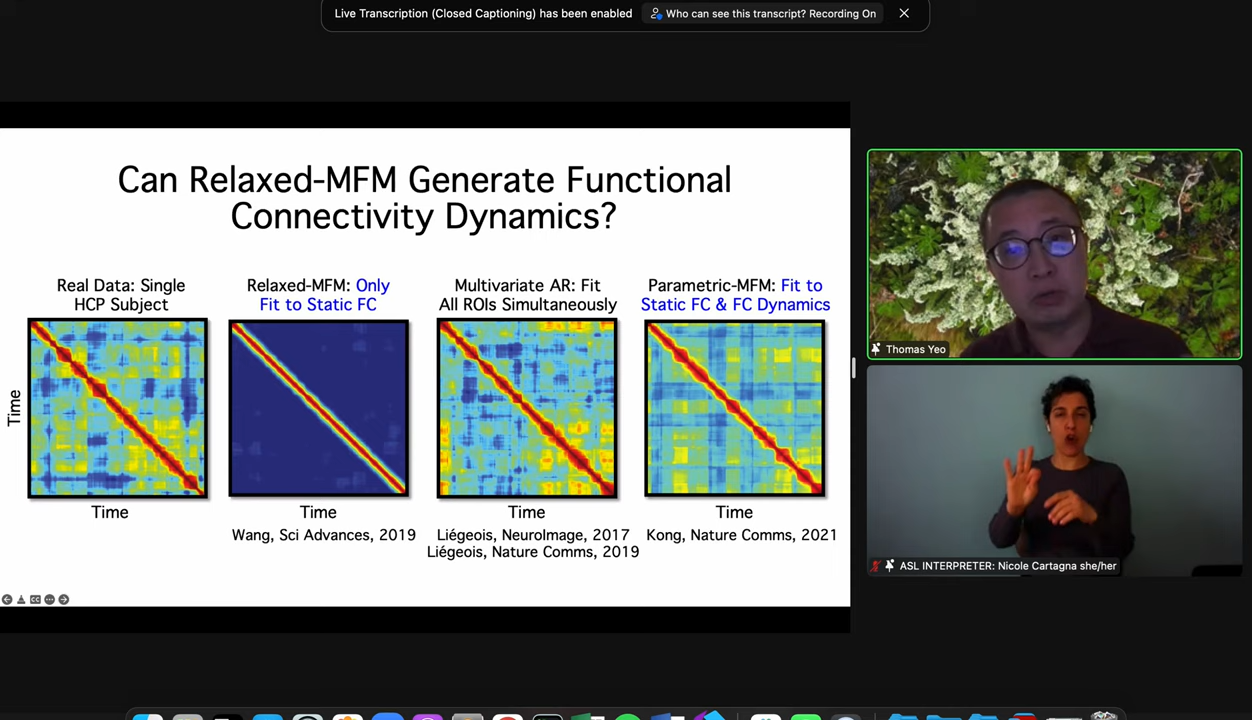 Live Transcription (Closed Captioning) has been enabled
Who can see this transcript? Recording On
Can Relaxed-MFM Generate Functional
Connectivity Dynamics?
Real Data: Single
HCP Subject
Relaxed-MFM: Only
Fit to Static FC
Multivariate AR: Fit
All ROIs Simultaneously
Parametric-MFM: Fit to
Static FC & FC Dynamics
Time
Time
Time
Time
Time
Wang, Sci Advances, 2019
Liégeois, NeuroImage, 2017
Liégeois, Nature Comms, 2019
Kong, Nature Comms, 2021
Thomas Yeo
ASL INTERPRETER: Nicole Cartagna she/her